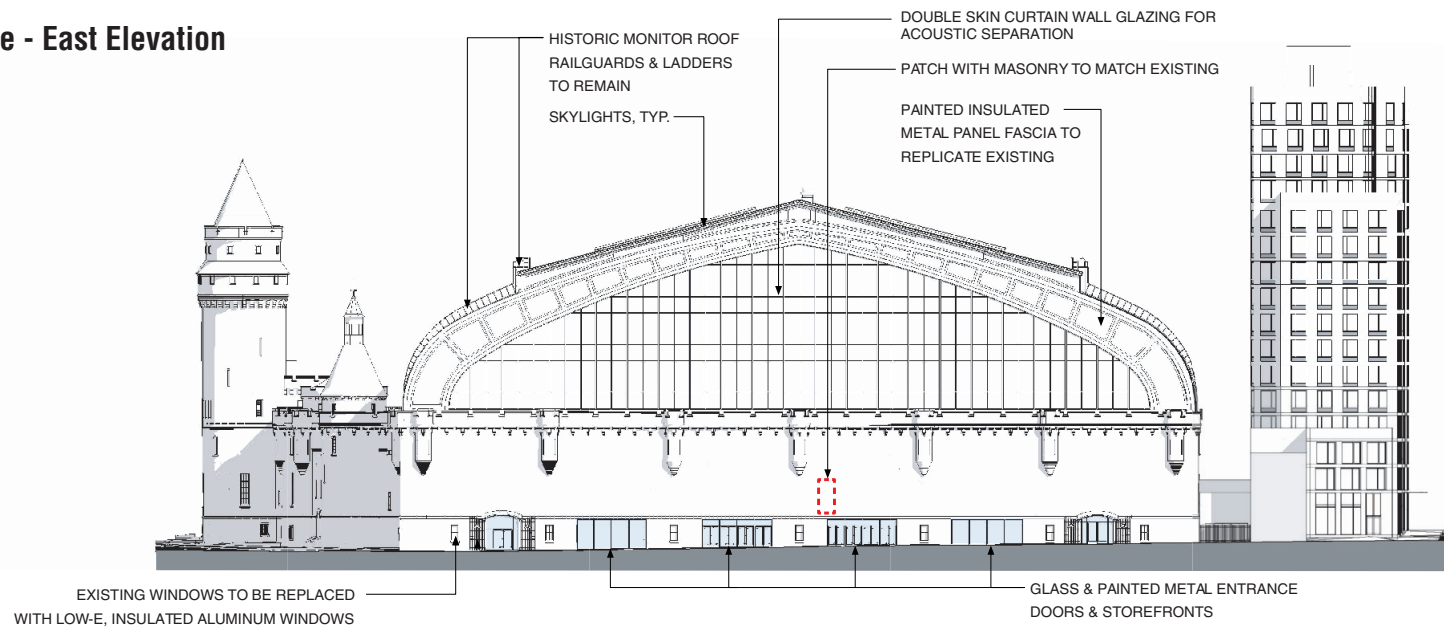 e - East Elevation
HISTORIC MONITOR ROOF
RAILGUARDS & LADDERS
TO REMAIN
SKYLIGHTS, TYP.
DOUBLE SKIN CURTAIN WALL GLAZING FOR
ACOUSTIC SEPARATION
PATCH WITH MASONRY TO MATCH EXISTING
PAINTED INSULATED
METAL PANEL FASCIA TO
REPLICATE EXISTING
EXISTING WINDOWS TO BE REPLACED
WITH LOW-E, INSULATED ALUMINUM WINDOWS
GLASS & PAINTED METAL ENTRANCE
DOORS & STOREFRONTS